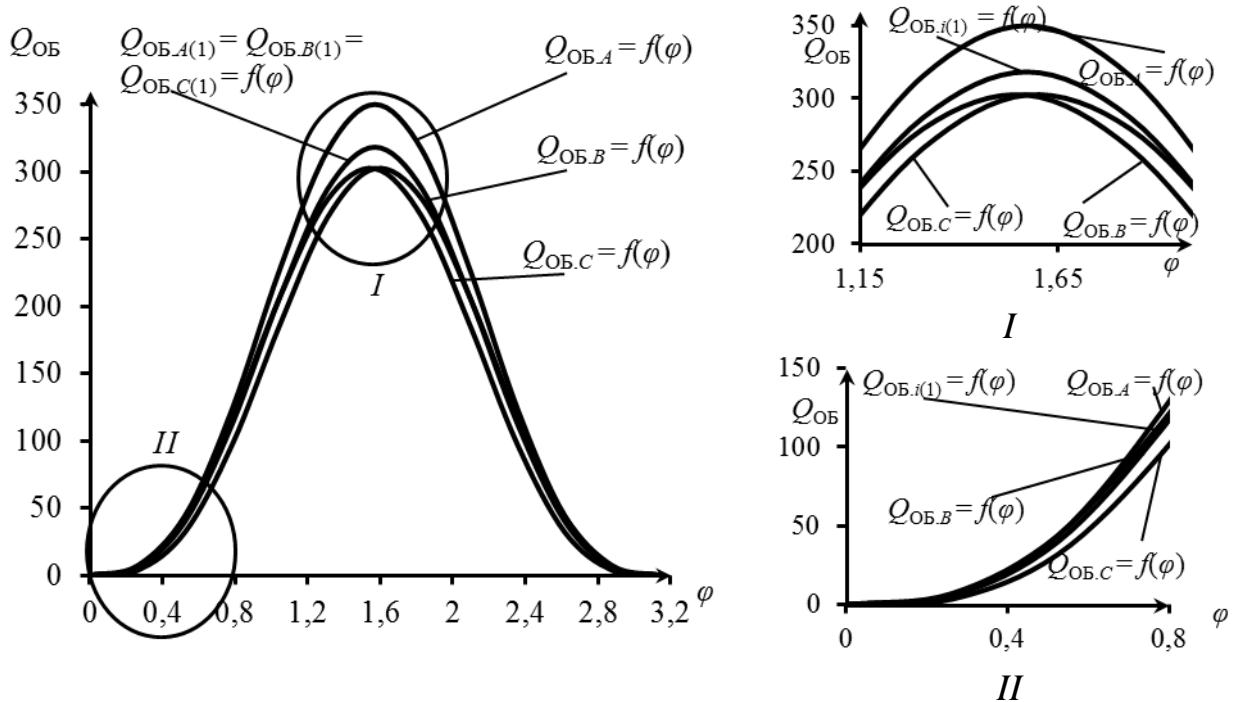 Q_ОБ
Q_ОБ.A(1) = Q_ОБ.B(1) =
Q_ОБ.C(1) = f(φ)
Q_ОБ.A = f(φ)
Q_ОБ.B = f(φ)
Q_ОБ.C = f(φ)
350
300
250
200
150
100
50
0
I
II
0
0,4
0,8
1,2
1,6
2
2,4
2,8
3,2
φ
350
Q_ОБ
300
250
200
Q_ОБ.i(1) = f(φ)
Q_ОБ.A = f(φ)
Q_ОБ.C = f(φ)
Q_ОБ.B = f(φ)
φ
1,15
1,65
I
150
Q_ОБ
100
50
0
Q_ОБ.i(1) = f(φ)
Q_ОБ.A = f(φ)
Q_ОБ.B = f(φ)
Q_ОБ.C = f(φ)
0
0,4
0,8
φ
II